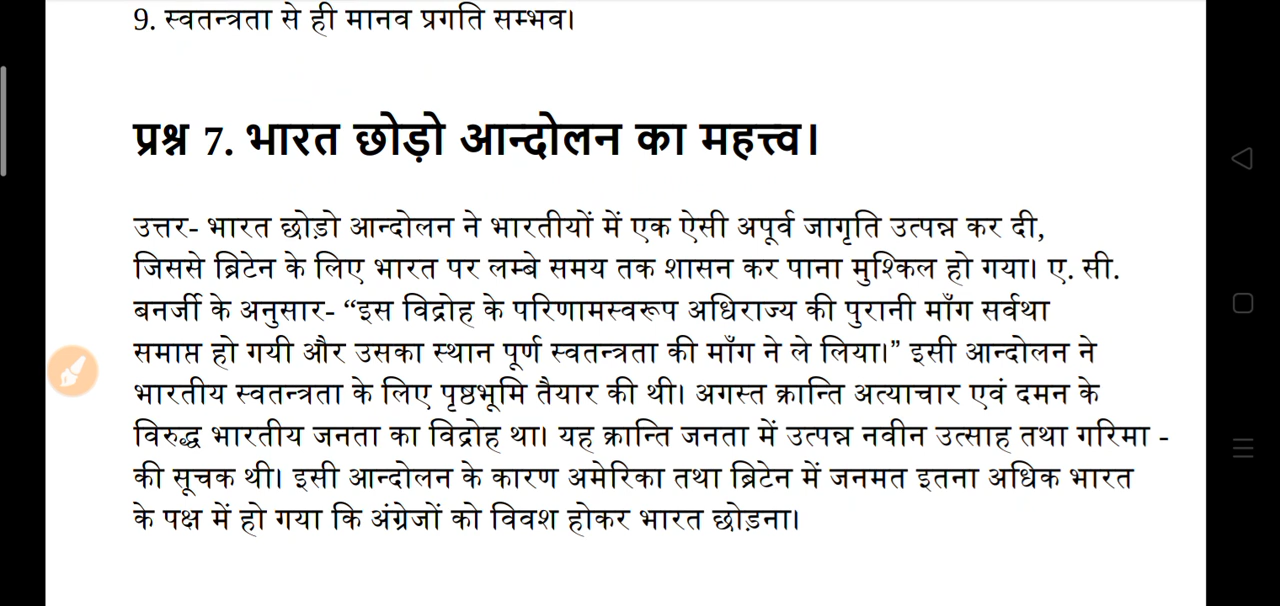 9. स्वतन्त्रता से ही मानव प्रगति सम्भव।
प्रश्न 7. भारत छोड़ो आन्दोलन का महत्त्व।
उत्तर- भारत छोड़ो आन्दोलन ने भारतीयों में एक ऐसी अपूर्व जागृति उत्पन्न कर दी,
जिससे ब्रिटेन के लिए भारत पर लम्बे समय तक शासन कर पाना मुश्किल हो गया। ए. सी.
बनर्जी के अनुसार- “इस विद्रोह के परिणामस्वरूप अधिराज्य की पुरानी माँग सर्वथा
समाप्त हो गयी और उसका स्थान पूर्ण स्वतन्त्रता की माँग ने ले लिया।” इसी आन्दोलन ने
भारतीय स्वतन्त्रता के लिए पृष्ठभूमि तैयार की थी। अगस्त क्रान्ति अत्याचार एवं दमन के
विरुद्ध भारतीय जनता का विद्रोह था। यह क्रान्ति जनता में उत्पन्न नवीन उत्साह तथा गरिमा -
की सूचक थी। इसी आन्दोलन के कारण अमेरिका तथा ब्रिटेन में जनमत इतना अधिक भारत
के पक्ष में हो गया कि अंग्रेजों को विवश होकर भारत छोड़ना।